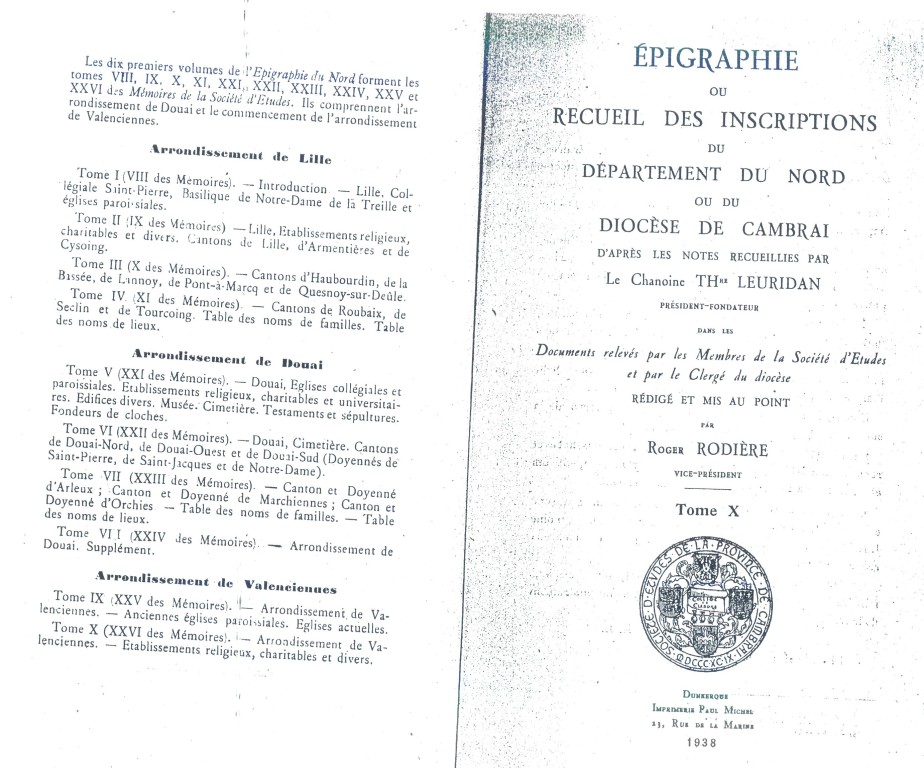 Les dix premiers volumes de l'Epigraphie du Nord forment les
tomes VIII, IX, X, XI, XXI, XXII, XXIII, XXIV, XXV et
XXVI des Mémoires de la Société d'Etudes. Ils comprennent l'ar-
rondissement de Douai et le commencement de l'arrondissement
de Valenciennes.
Arrondissement de Lille
Tome I (VIII des Mémoires). — Introduction. — Lille, Col-
légiale Saint-Pierre, Basilique de Notre-Dame de la Treille et
églises paroissiales.
Tome II (IX des Mémoires) — Lille, Etablissements religieux,
charitables et divers. Cantons de Lille, d'Armentières et de
Cysoing.
Tome III (X des Mémoires). — Cantons d'Haubourdin, de la
Bassée, de Lannoy, de Pont-à-Marcq et de Quesnoy-sur-Deûle.
Tome IV (XI des Mémoires). — Cantons de Roubaix, de
Seclin et de Tourcoing. Table des noms de familles. Table
des noms de lieux.
Arrondissement de Douai
Tome V (XXI des Mémoires). — Douai, Eglises collégiales et
paroissiales. Etablissements religieux, charitables et universitai-
res. Edifices divers. Musée. Cimetière. Testaments et sépultures.
Fondeurs de cloches.
Tome VI (XXII des Mémoires). — Douai, Cimetière. Cantons
de Douai-Nord, de Douai-Ouest et de Douai-Sud (Doyennés de
Saint-Pierre, de Saint-Jacques et de Notre-Dame).
Tome VII (XXIII des Mémoires). — Canton et Doyenné
d'Arleux ; Canton et Doyenné de Marchiennes ; Canton et
Doyenné d'Orchies — Table des noms de familles. — Table
des noms de lieux.
Tome VIII (XXIV des Mémoires). — Arrondissement de
Douai. Supplément.
Arrondissement de Valenciennes
Tome IX (XXV des Mémoires). — Arrondissement de Va-
lenciennes. — Anciennes églises paroissiales. Eglises actuelles.
Tome X (XXVI des Mémoires). — Arrondissement de Va-
lenciennes. — Etablissements religieux, charitables et divers.
ÉPIGRAPHIE
OU
RECUEIL DES INSCRIPTIONS
DU
DÉPARTEMENT DU NORD
OU DU
DIOCÈSE DE CAMBRAI
D'APRÈS LES NOTES RECUEILLIES PAR
Le Chanoine THre LEURIDAN
PRÉSIDENT-FONDATEUR
DANS LES
Documents relevés par les Membres de la Société d'Etudes
et par le Clergé du diocèse
RÉDIGÉ ET MIS AU POINT
PAR
ROGER RODIÈRE
VICE-PRÉSIDENT
Tome X
SOCIÉTÉ D'ETVDES DE LA PROVINCE DE CAMBRAI
DUNKERQUE
IMPRIMERIE PAUL MICHEL
23, RUE DE LA MARINE
1938